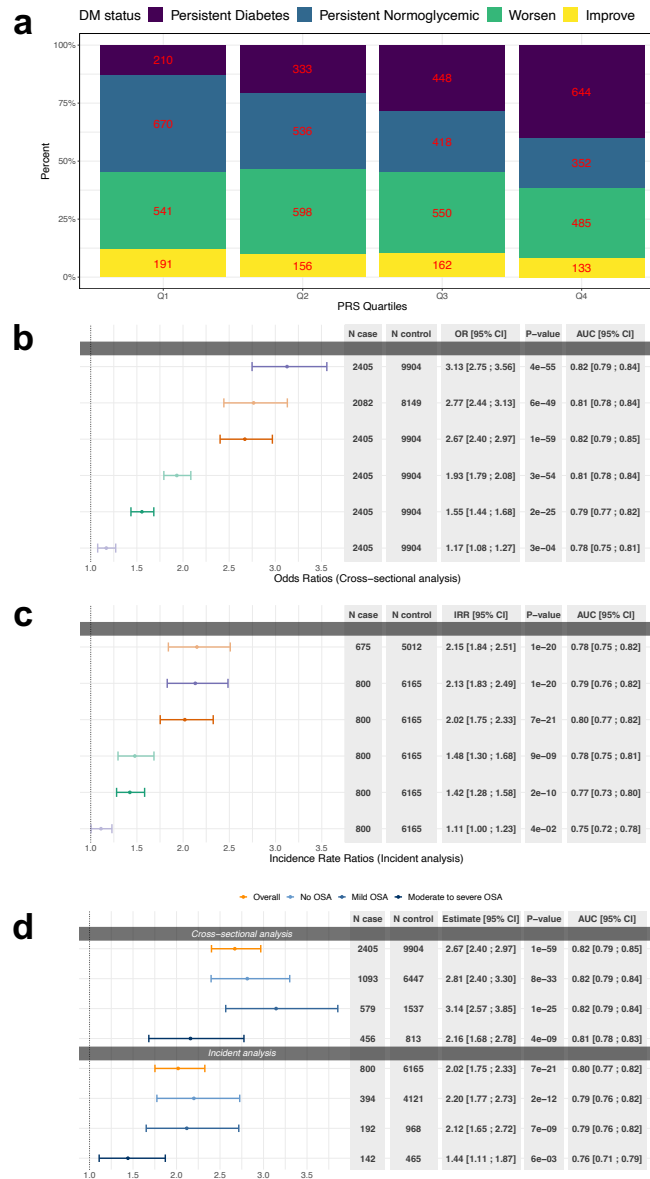 a
DM status Persistent Diabetes Persistent Normoglycemic Worsen Improve
100%
75%
50%
25%
0%
Percent
210 333 448 644
670 536 418 352
541 598 550 485
191 156 162 133
Q1 Q2 Q3 Q4
PRS Quartiles
b
N case N control OR [95% CI] P-value AUC [95% CI]
2405 9904 3.13 [2.75 ; 3.56] 4e−55 0.82 [0.79 ; 0.84]
2082 8149 2.77 [2.44 ; 3.13] 6e−49 0.81 [0.78 ; 0.84]
2405 9904 2.67 [2.40 ; 2.97] 1e−59 0.82 [0.79 ; 0.85]
2405 9904 1.93 [1.79 ; 2.08] 3e−54 0.81 [0.78 ; 0.84]
2405 9904 1.55 [1.44 ; 1.68] 2e−25 0.79 [0.77 ; 0.82]
2405 9904 1.17 [1.08 ; 1.27] 3e−04 0.78 [0.75 ; 0.81]
1.0 1.5 2.0 2.5 3.0 3.5
Odds Ratios (Cross−sectional analysis)
c
N case N control IRR [95% CI] P-value AUC [95% CI]
675 5012 2.15 [1.84 ; 2.51] 1e−20 0.78 [0.75 ; 0.82]
800 6165 2.13 [1.83 ; 2.49] 1e−20 0.79 [0.76 ; 0.82]
800 6165 2.02 [1.75 ; 2.33] 7e−21 0.80 [0.77 ; 0.82]
800 6165 1.48 [1.30 ; 1.68] 9e−09 0.78 [0.75 ; 0.81]
800 6165 1.42 [1.28 ; 1.58] 2e−10 0.77 [0.73 ; 0.80]
800 6165 1.11 [1.00 ; 1.23] 4e−02 0.75 [0.72 ; 0.78]
1.0 1.5 2.0 2.5 3.0 3.5
Incidence Rate Ratios (Incident analysis)
Overall No OSA Mild OSA Moderate to severe OSA
d
N case N control Estimate [95% CI] P-value AUC [95% CI]
Cross−sectional analysis
2405 9904 2.67 [2.40 ; 2.97] 1e−59 0.82 [0.79 ; 0.85]
1093 6447 2.81 [2.40 ; 3.30] 8e−33 0.82 [0.79 ; 0.84]
579 1537 3.14 [2.57 ; 3.85] 1e−25 0.82 [0.79 ; 0.84]
456 813 2.16 [1.68 ; 2.78] 4e−09 0.81 [0.78 ; 0.83]
Incident analysis
800 6165 2.02 [1.75 ; 2.33] 7e−21 0.80 [0.77 ; 0.82]
394 4121 2.20 [1.77 ; 2.73] 2e−12 0.79 [0.76 ; 0.82]
192 968 2.12 [1.65 ; 2.72] 7e−09 0.79 [0.76 ; 0.82]
142 465 1.44 [1.11 ; 1.87] 6e−03 0.76 [0.71 ; 0.79]
1.0 1.5 2.0 2.5 3.0 3.5